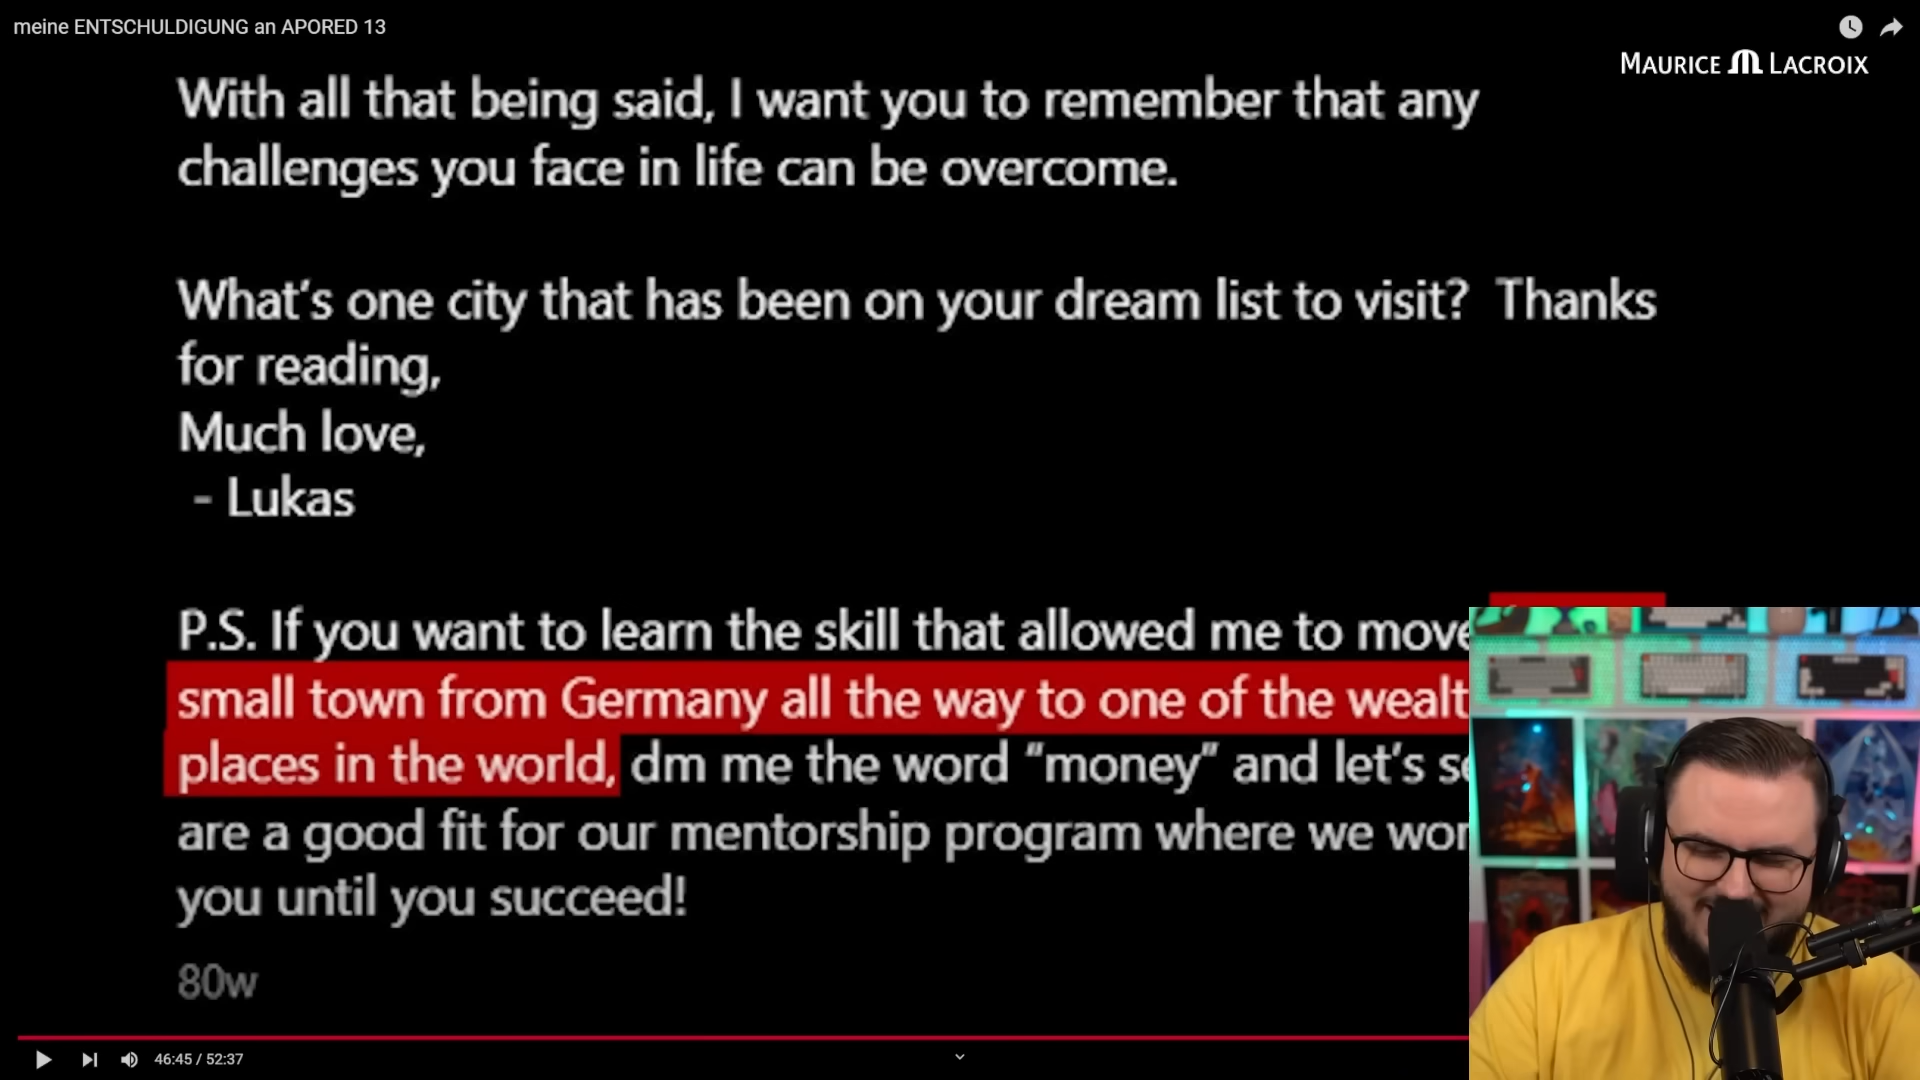 meine ENTSCHULDIGUNG an APORED 13
MAURICE LACROIX
With all that being said, I want you to remember that any
challenges you face in life can be overcome.
What's one city that has been on your dream list to visit?  Thanks
for reading,
Much love,
- Lukas
P.S. If you want to learn the skill that allowed me to move
small town from Germany all the way to one of the wealt
places in the world, dm me the word “money” and let's se
are a good fit for our mentorship program where we wor
you until you succeed!
80w
46:45 / 52:37